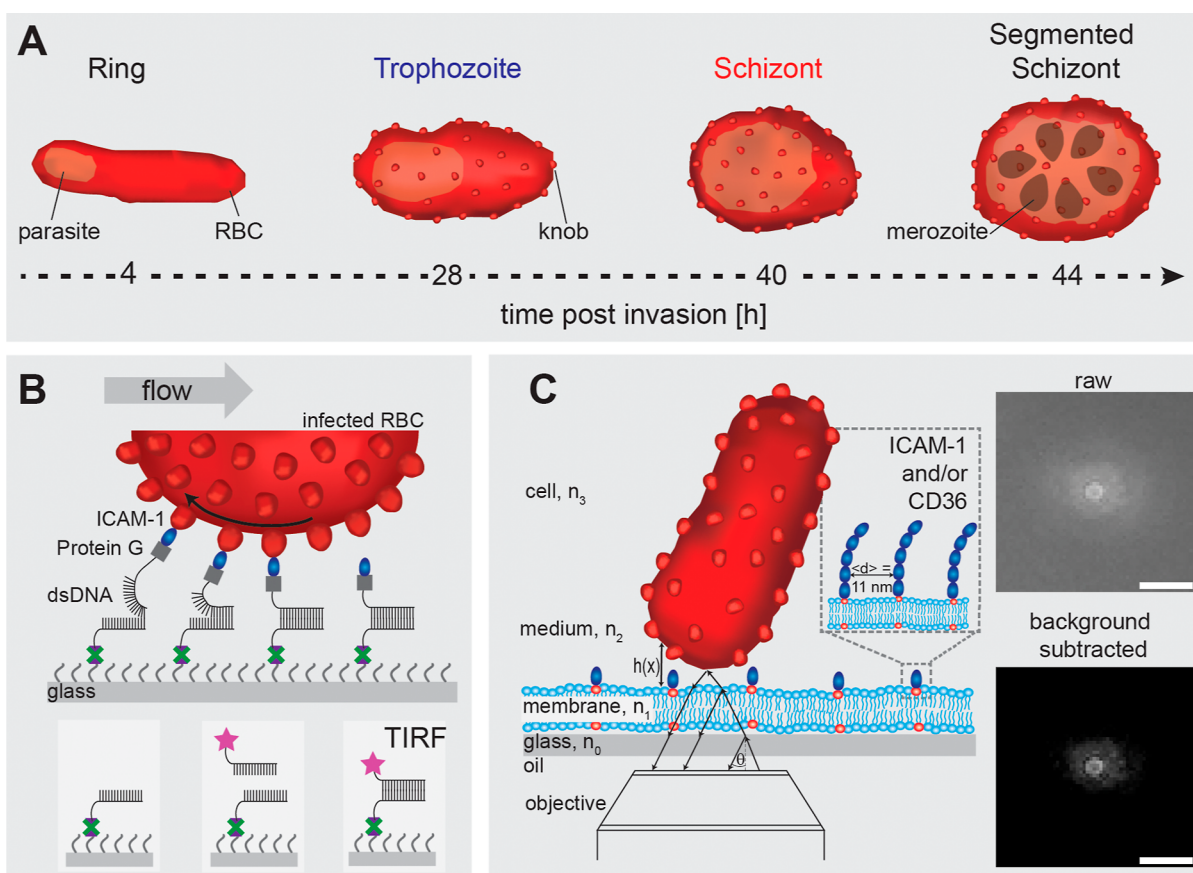 A
Ring
Trophozoite
Schizont
Segmented
Schizont
parasite
RBC
knob
merozoite
4
28
40
44
time post invasion [h]
B
flow
infected RBC
ICAM-1
Protein G
dsDNA
glass
TIRF
C
cell, n3
medium, n2
h(x)
membrane, n1
glass, n0
oil
θ
objective
ICAM-1
and/or
CD36
<d> =
11 nm
raw
background
subtracted